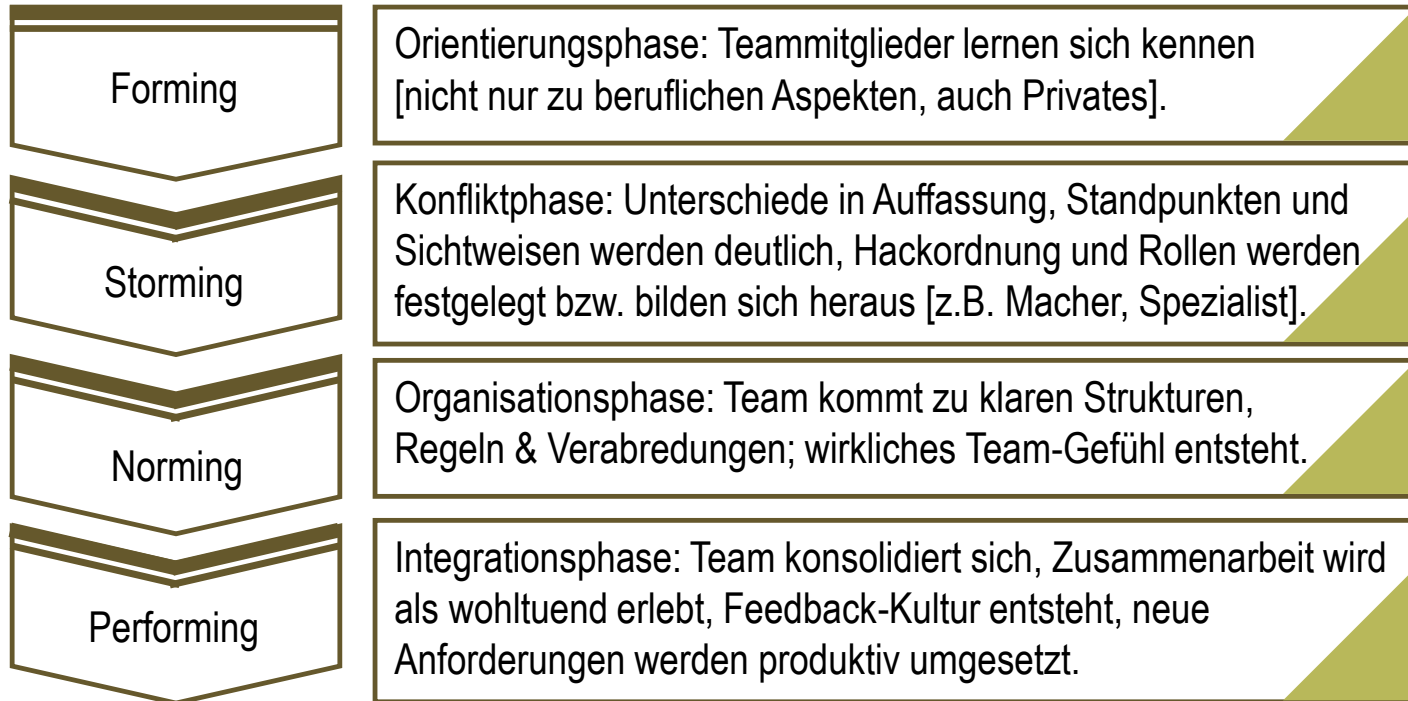 Forming
Orientierungsphase: Teammitglieder lernen sich kennen
[nicht nur zu beruflichen Aspekten, auch Privates].
Storming
Konfliktphase: Unterschiede in Auffassung, Standpunkten und
Sichtweisen werden deutlich, Hackordnung und Rollen werden
festgelegt bzw. bilden sich heraus [z.B. Macher, Spezialist].
Norming
Organisationsphase: Team kommt zu klaren Strukturen,
Regeln & Verabredungen; wirkliches Team-Gefühl entsteht.
Performing
Integrationsphase: Team konsolidiert sich, Zusammenarbeit wird
als wohltuend erlebt, Feedback-Kultur entsteht, neue
Anforderungen werden produktiv umgesetzt.